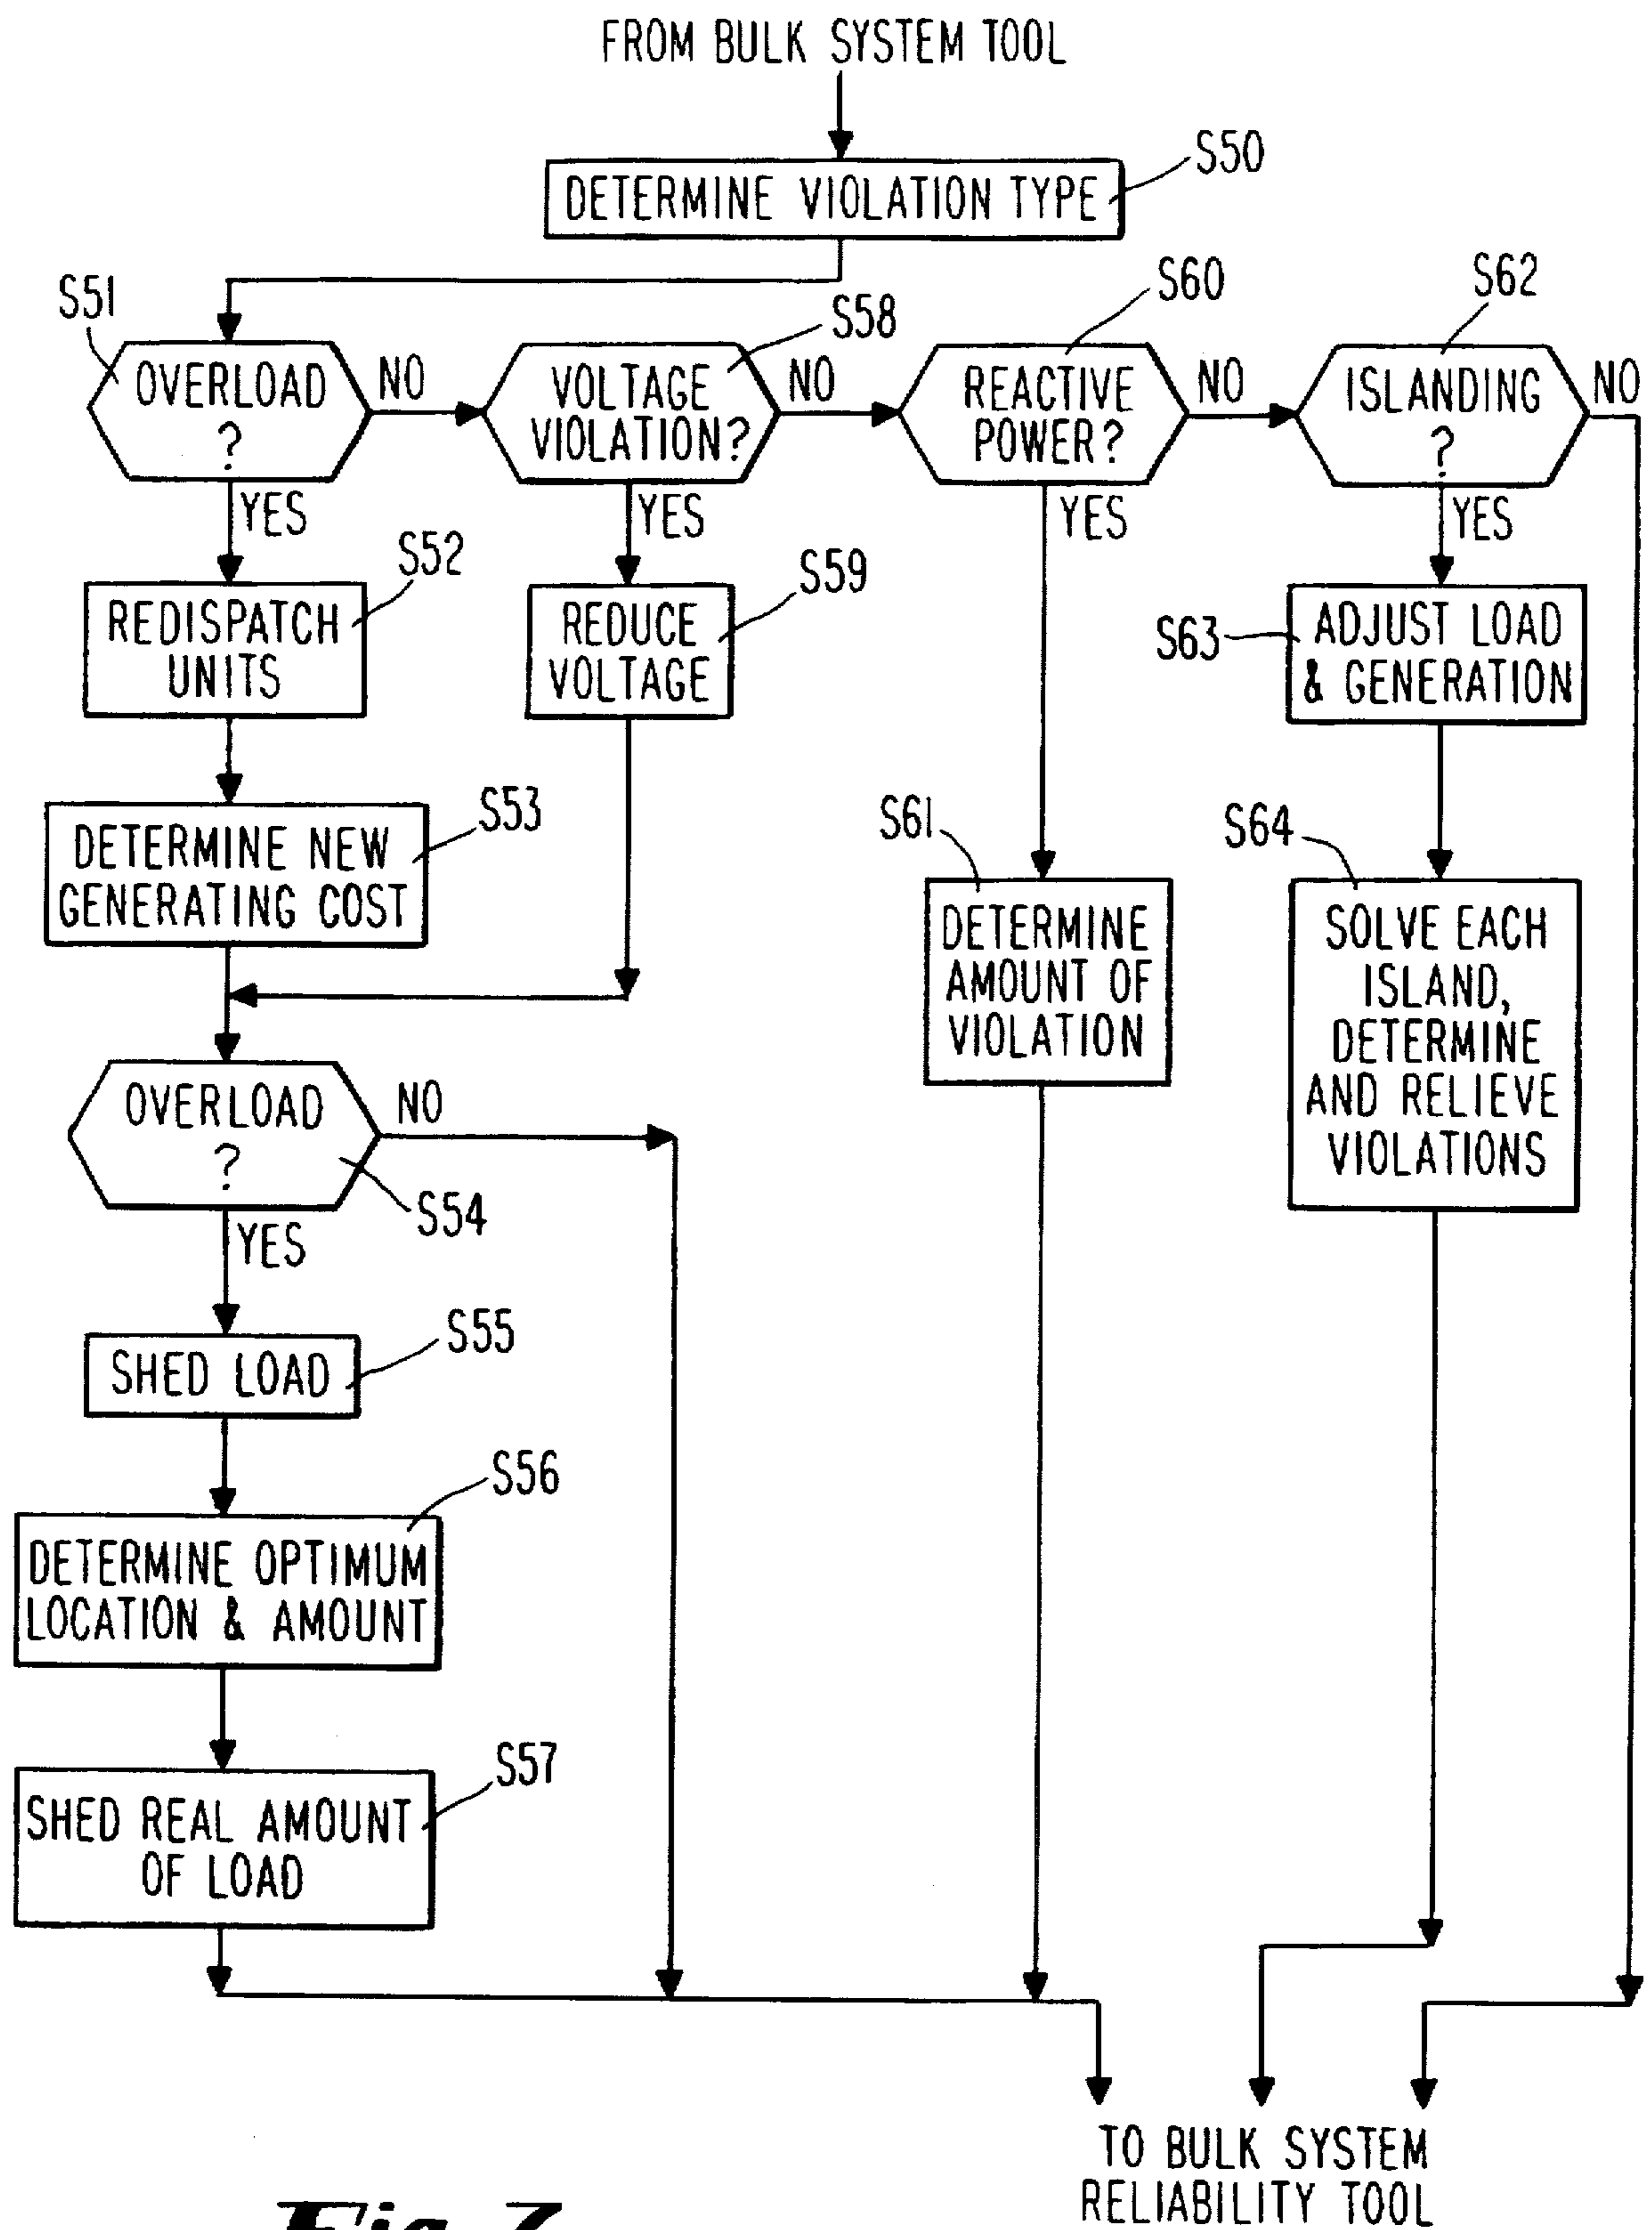 FROM BULK SYSTEM TOOL
DETERMINE VIOLATION TYPE
S50
S51
OVERLOAD
?
NO
YES
S58
VOLTAGE
VIOLATION?
NO
YES
S60
REACTIVE
POWER?
NO
YES
S62
ISLANDING
?
NO
YES
S52
REDISPATCH
UNITS
S59
REDUCE
VOLTAGE
S63
ADJUST LOAD
& GENERATION
S53
DETERMINE NEW
GENERATING COST
S61
DETERMINE
AMOUNT OF
VIOLATION
S64
SOLVE EACH
ISLAND,
DETERMINE
AND RELIEVE
VIOLATIONS
OVERLOAD
?
NO
S54
YES
S55
SHED LOAD
S56
DETERMINE OPTIMUM
LOCATION & AMOUNT
S57
SHED REAL AMOUNT
OF LOAD
TO BULK SYSTEM
RELIABILITY TOOL
Fig. 7